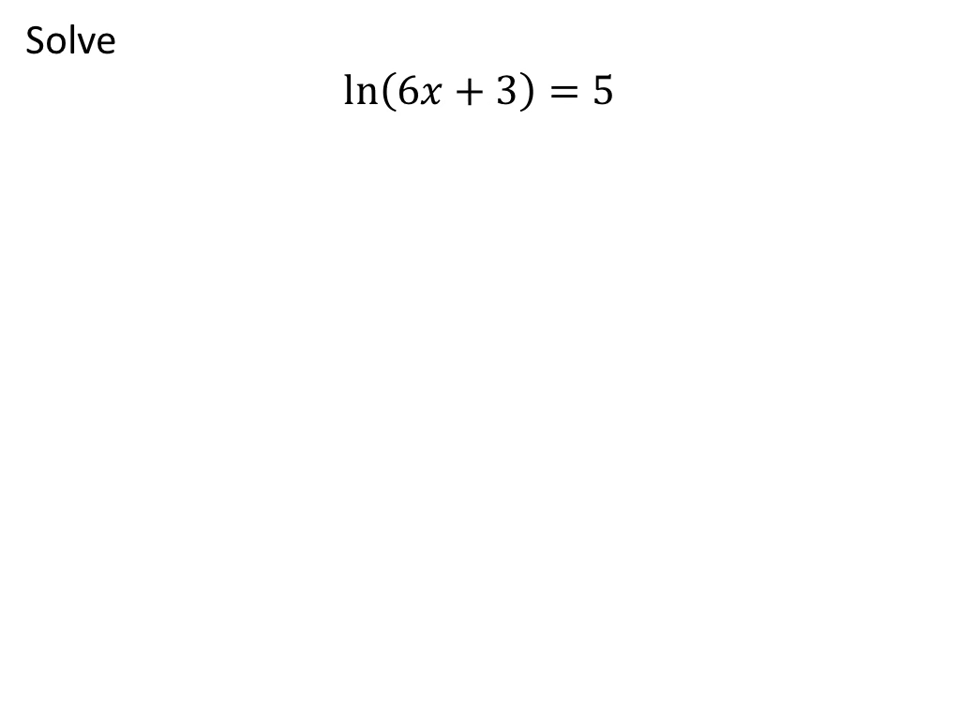 Solve
ln(6𝑥 + 3) = 5